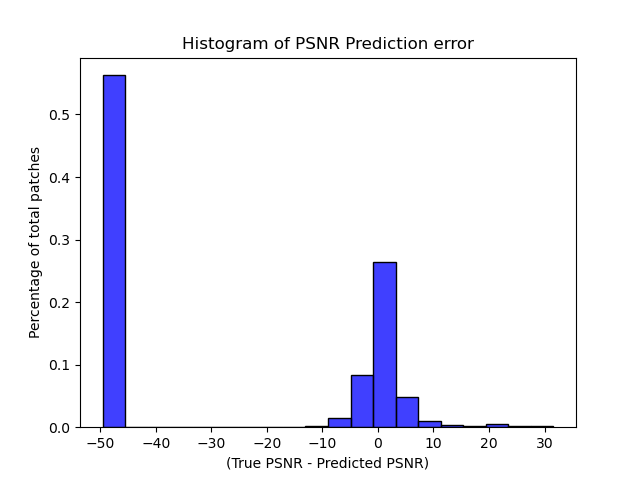 Histogram of PSNR Prediction error
Percentage of total patches
0.5
0.4
0.3
0.2
0.1
0.0
−50 −40 −30 −20 −10 0 10 20 30
(True PSNR - Predicted PSNR)